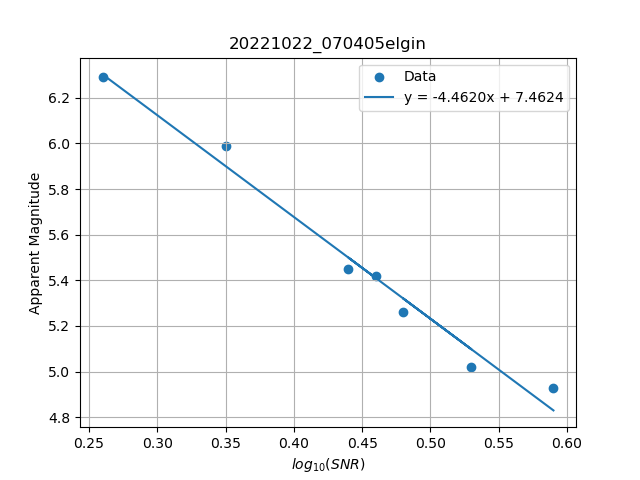 20221022_070405elgin
Data
y = -4.4620x + 7.4624
Apparent Magnitude
6.2
6.0
5.8
5.6
5.4
5.2
5.0
4.8
0.25 0.30 0.35 0.40 0.45 0.50 0.55 0.60
log₁₀(SNR)